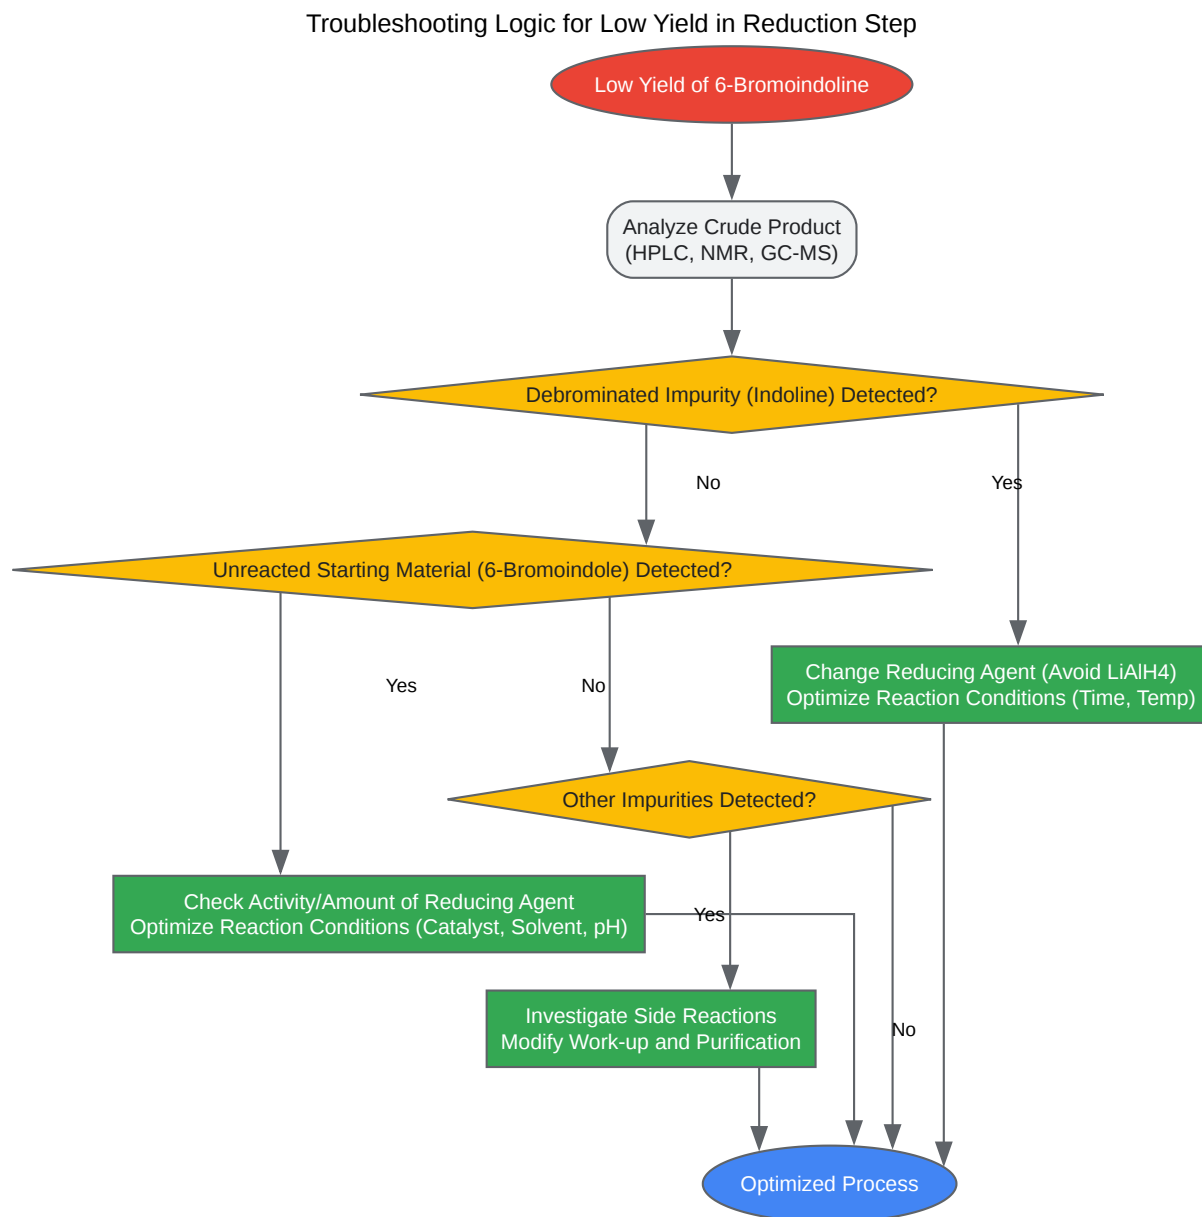 Troubleshooting Logic for Low Yield in Reduction Step
Low Yield of 6-Bromoindoline
Analyze Crude Product
(HPLC, NMR, GC-MS)
Debrominated Impurity (Indoline) Detected?
No
Yes
Unreacted Starting Material (6-Bromoindole) Detected?
Yes
No
Change Reducing Agent (Avoid LiAlH4)
Optimize Reaction Conditions (Time, Temp)
Other Impurities Detected?
Check Activity/Amount of Reducing Agent
Optimize Reaction Conditions (Catalyst, Solvent, pH)
Yes
Investigate Side Reactions
Modify Work-up and Purification
No
Optimized Process